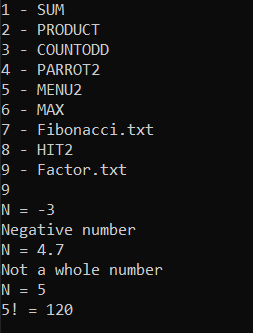 1 - SUM
2 - PRODUCT
3 - COUNTODD
4 - PARROT2
5 - MENU2
6 - MAX
7 - Fibonacci.txt
8 - HIT2
9 - Factor.txt
9
N = -3
Negative number
N = 4.7
Not a whole number
N = 5
5! = 120